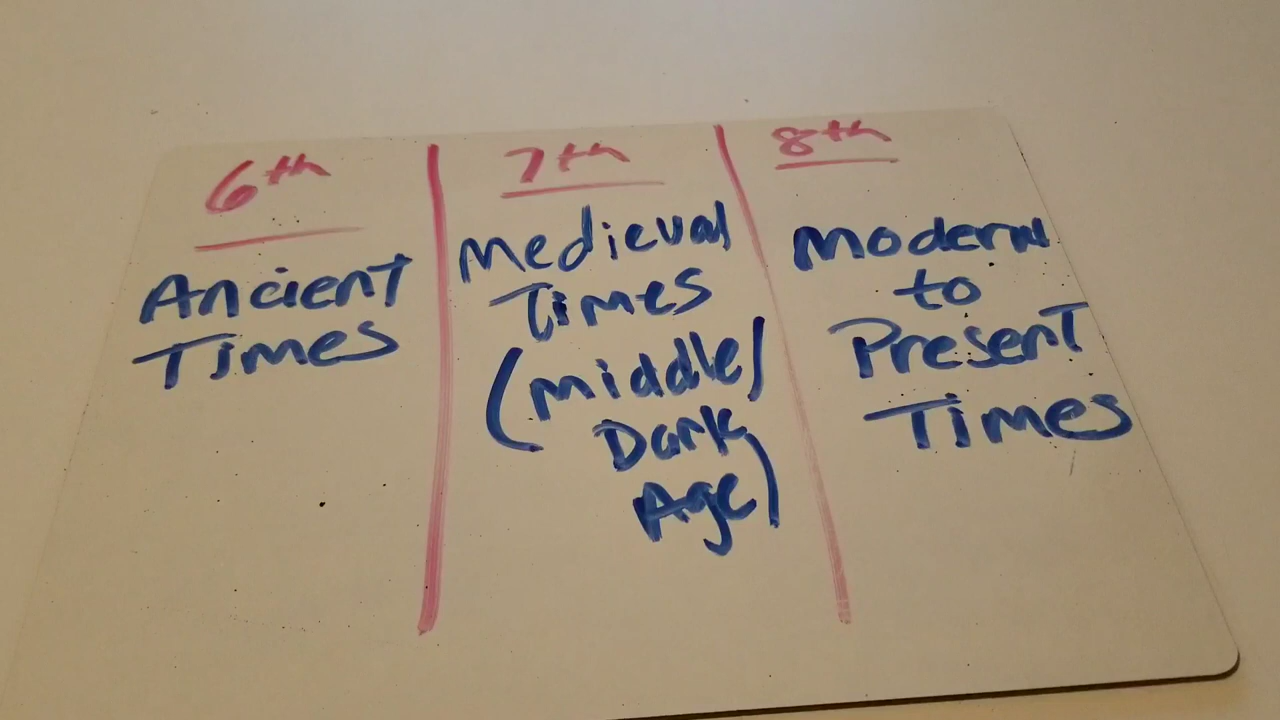 6th
Ancient
Times
7th
Medieval
Times
(middle/
Dark
Age)
8th
Modern
to
Present
Times